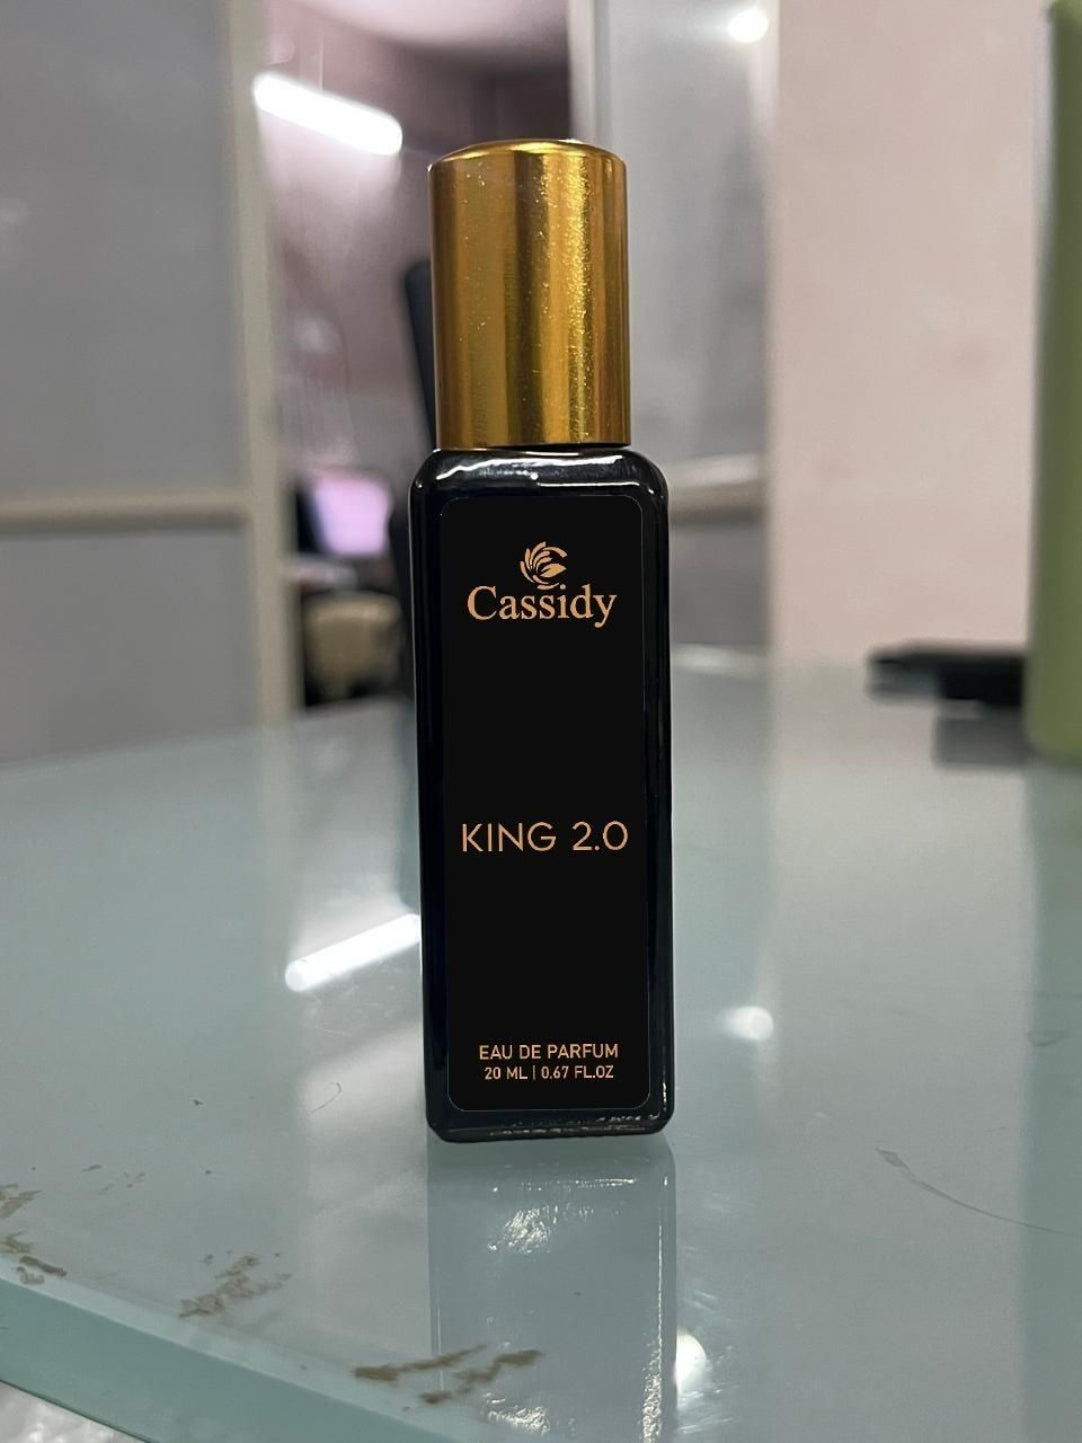 Cassidy
KING 2.0
EAU DE PARFUM
20 ML | 0.67 FL.OZ